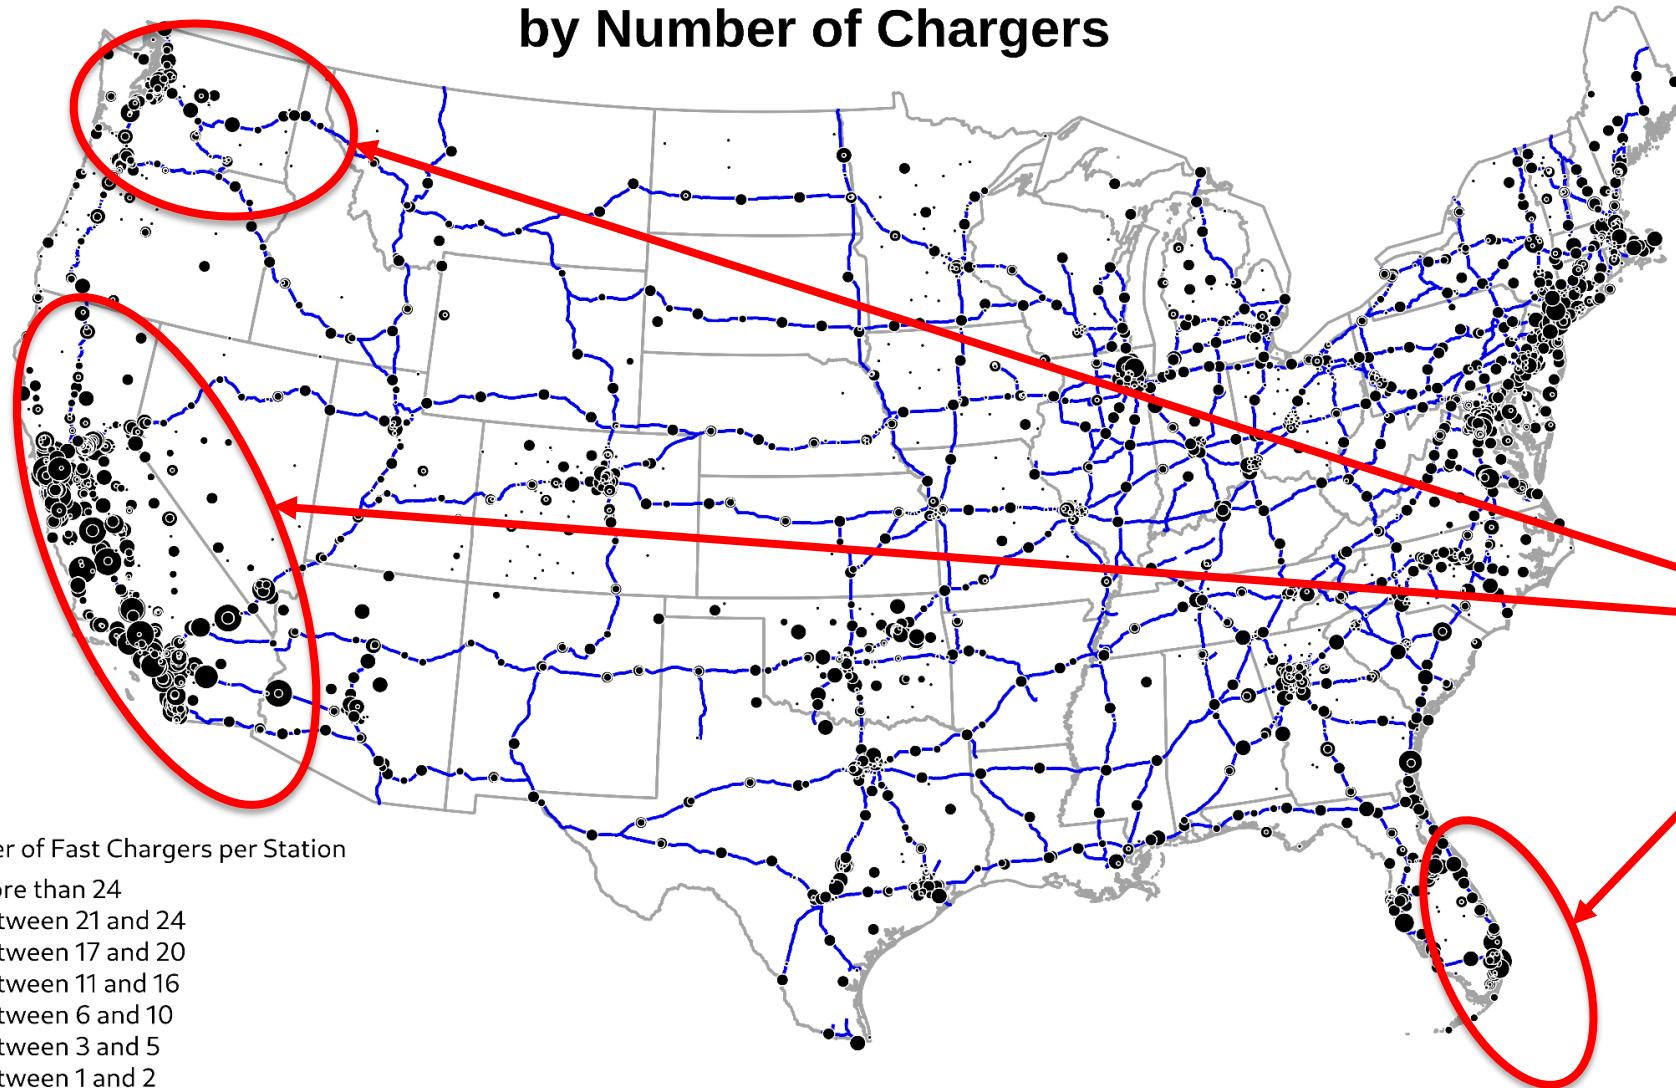 by Number of Chargers
er of Fast Chargers per Station
ore than 24
tween 21 and 24
tween 17 and 20
tween 11 and 16
tween 6 and 10
tween 3 and 5
tween 1 and 2